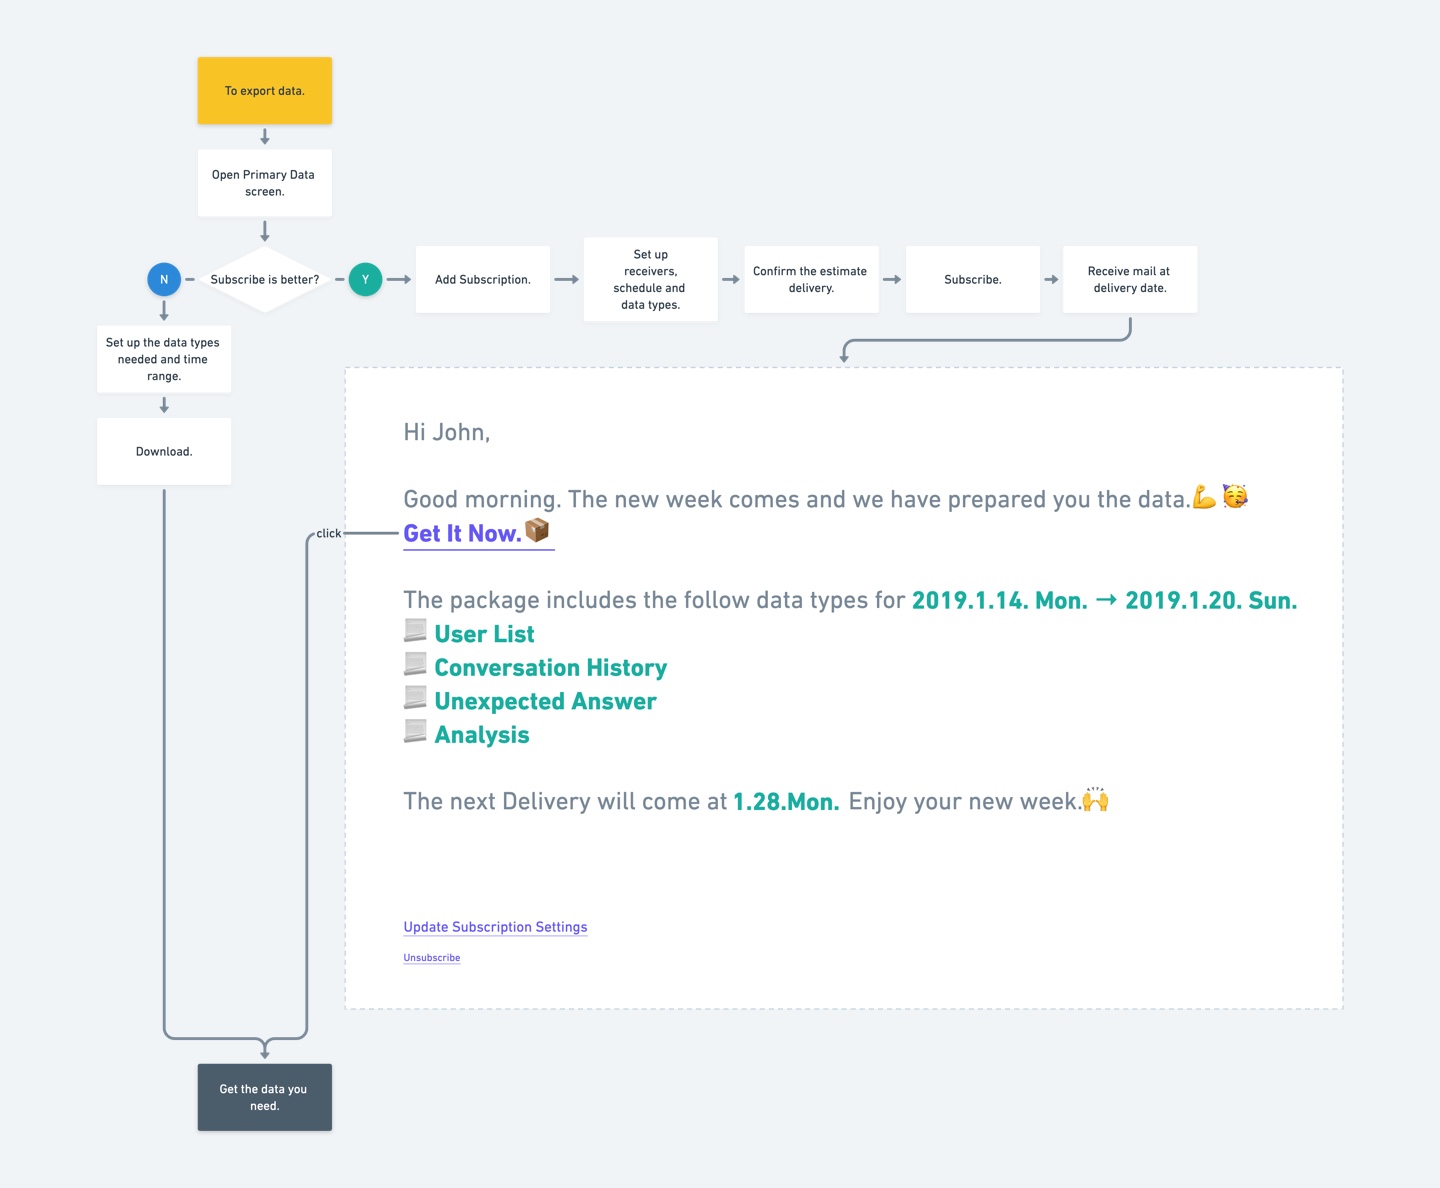 To export data.
Open Primary Data
screen.
N
Subscribe is better?
Y
Add Subscription.
Set up
receivers,
schedule and
data types.
Confirm the estimate
delivery.
Subscribe.
Receive mail at
delivery date.
Set up the data types
needed and time
range.
Download.
Hi John,
Good morning. The new week comes and we have prepared you the data.💪🥳
click
Get It Now.📦
The package includes the follow data types for 2019.1.14. Mon. → 2019.1.20. Sun.
User List
Conversation History
Unexpected Answer
Analysis
The next Delivery will come at 1.28.Mon. Enjoy your new week.🙌
Update Subscription Settings
Unsubscribe
Get the data you
need.